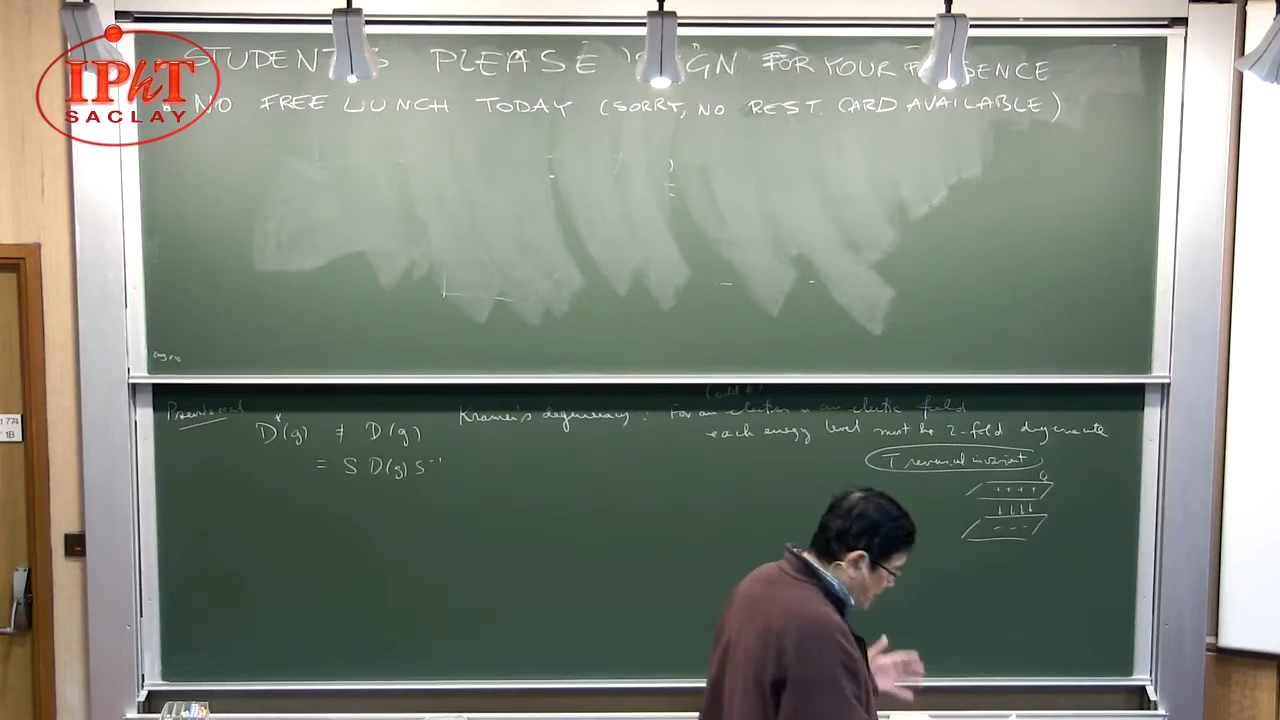 IPhT
SACLAY
STUDENTS PLEASE SIGN FOR YOUR PRESENCE
NO FREE LUNCH TODAY (SORRY, NO REST. CARD AVAILABLE)
Pseudoreal
D*(g) ≠ D(g)
= S D(g) S⁻¹
Kramer's degeneracy : For an electron in an electric field
each energy level must be 2-fold degenerate
T reversal invariant
+ + + +
- - -